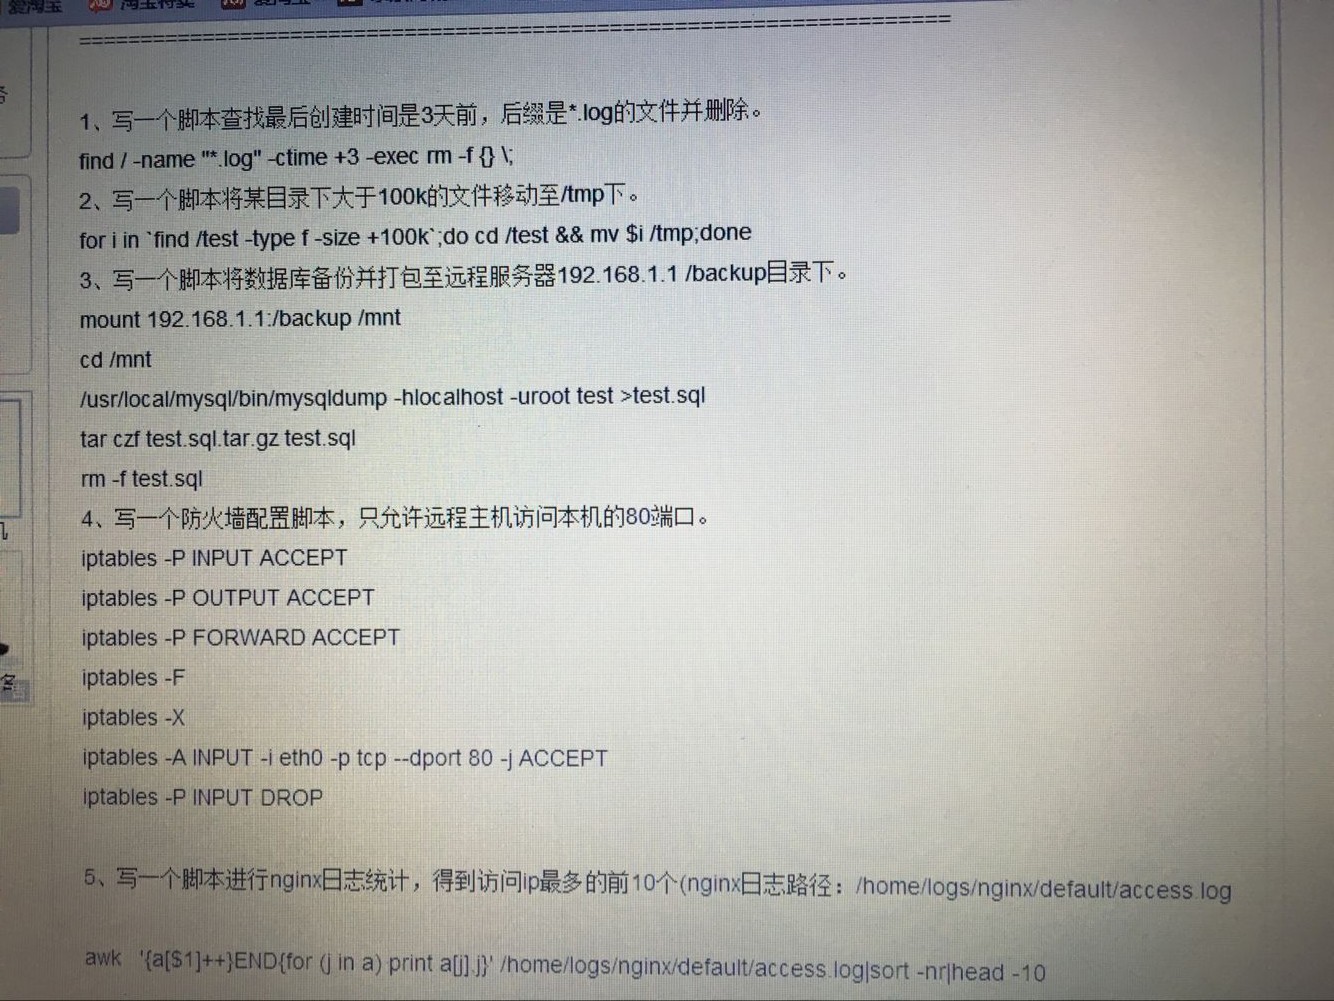 爱淘宝 淘宝特卖
================================================================================
1、写一个脚本查找最后创建时间是3天前，后缀是*.log的文件并删除。
find / -name "*.log" -ctime +3 -exec rm -f {} \;
2、写一个脚本将某目录下大于100k的文件移动至/tmp下。
for i in `find /test -type f -size +100k`;do cd /test && mv $i /tmp;done
3、写一个脚本将数据库备份并打包至远程服务器192.168.1.1 /backup目录下。
mount 192.168.1.1:/backup /mnt
cd /mnt
/usr/local/mysql/bin/mysqldump -hlocalhost -uroot test >test.sql
tar czf test.sql.tar.gz test.sql
rm -f test.sql
4、写一个防火墙配置脚本，只允许远程主机访问本机的80端口。
iptables -P INPUT ACCEPT
iptables -P OUTPUT ACCEPT
iptables -P FORWARD ACCEPT
iptables -F
iptables -X
iptables -A INPUT -i eth0 -p tcp --dport 80 -j ACCEPT
iptables -P INPUT DROP
5、写一个脚本进行nginx日志统计，得到访问ip最多的前10个(nginx日志路径：/home/logs/nginx/default/access.log
awk '{a[$1]++}END{for (j in a) print a[j],j}' /home/logs/nginx/default/access.log|sort -nr|head -10